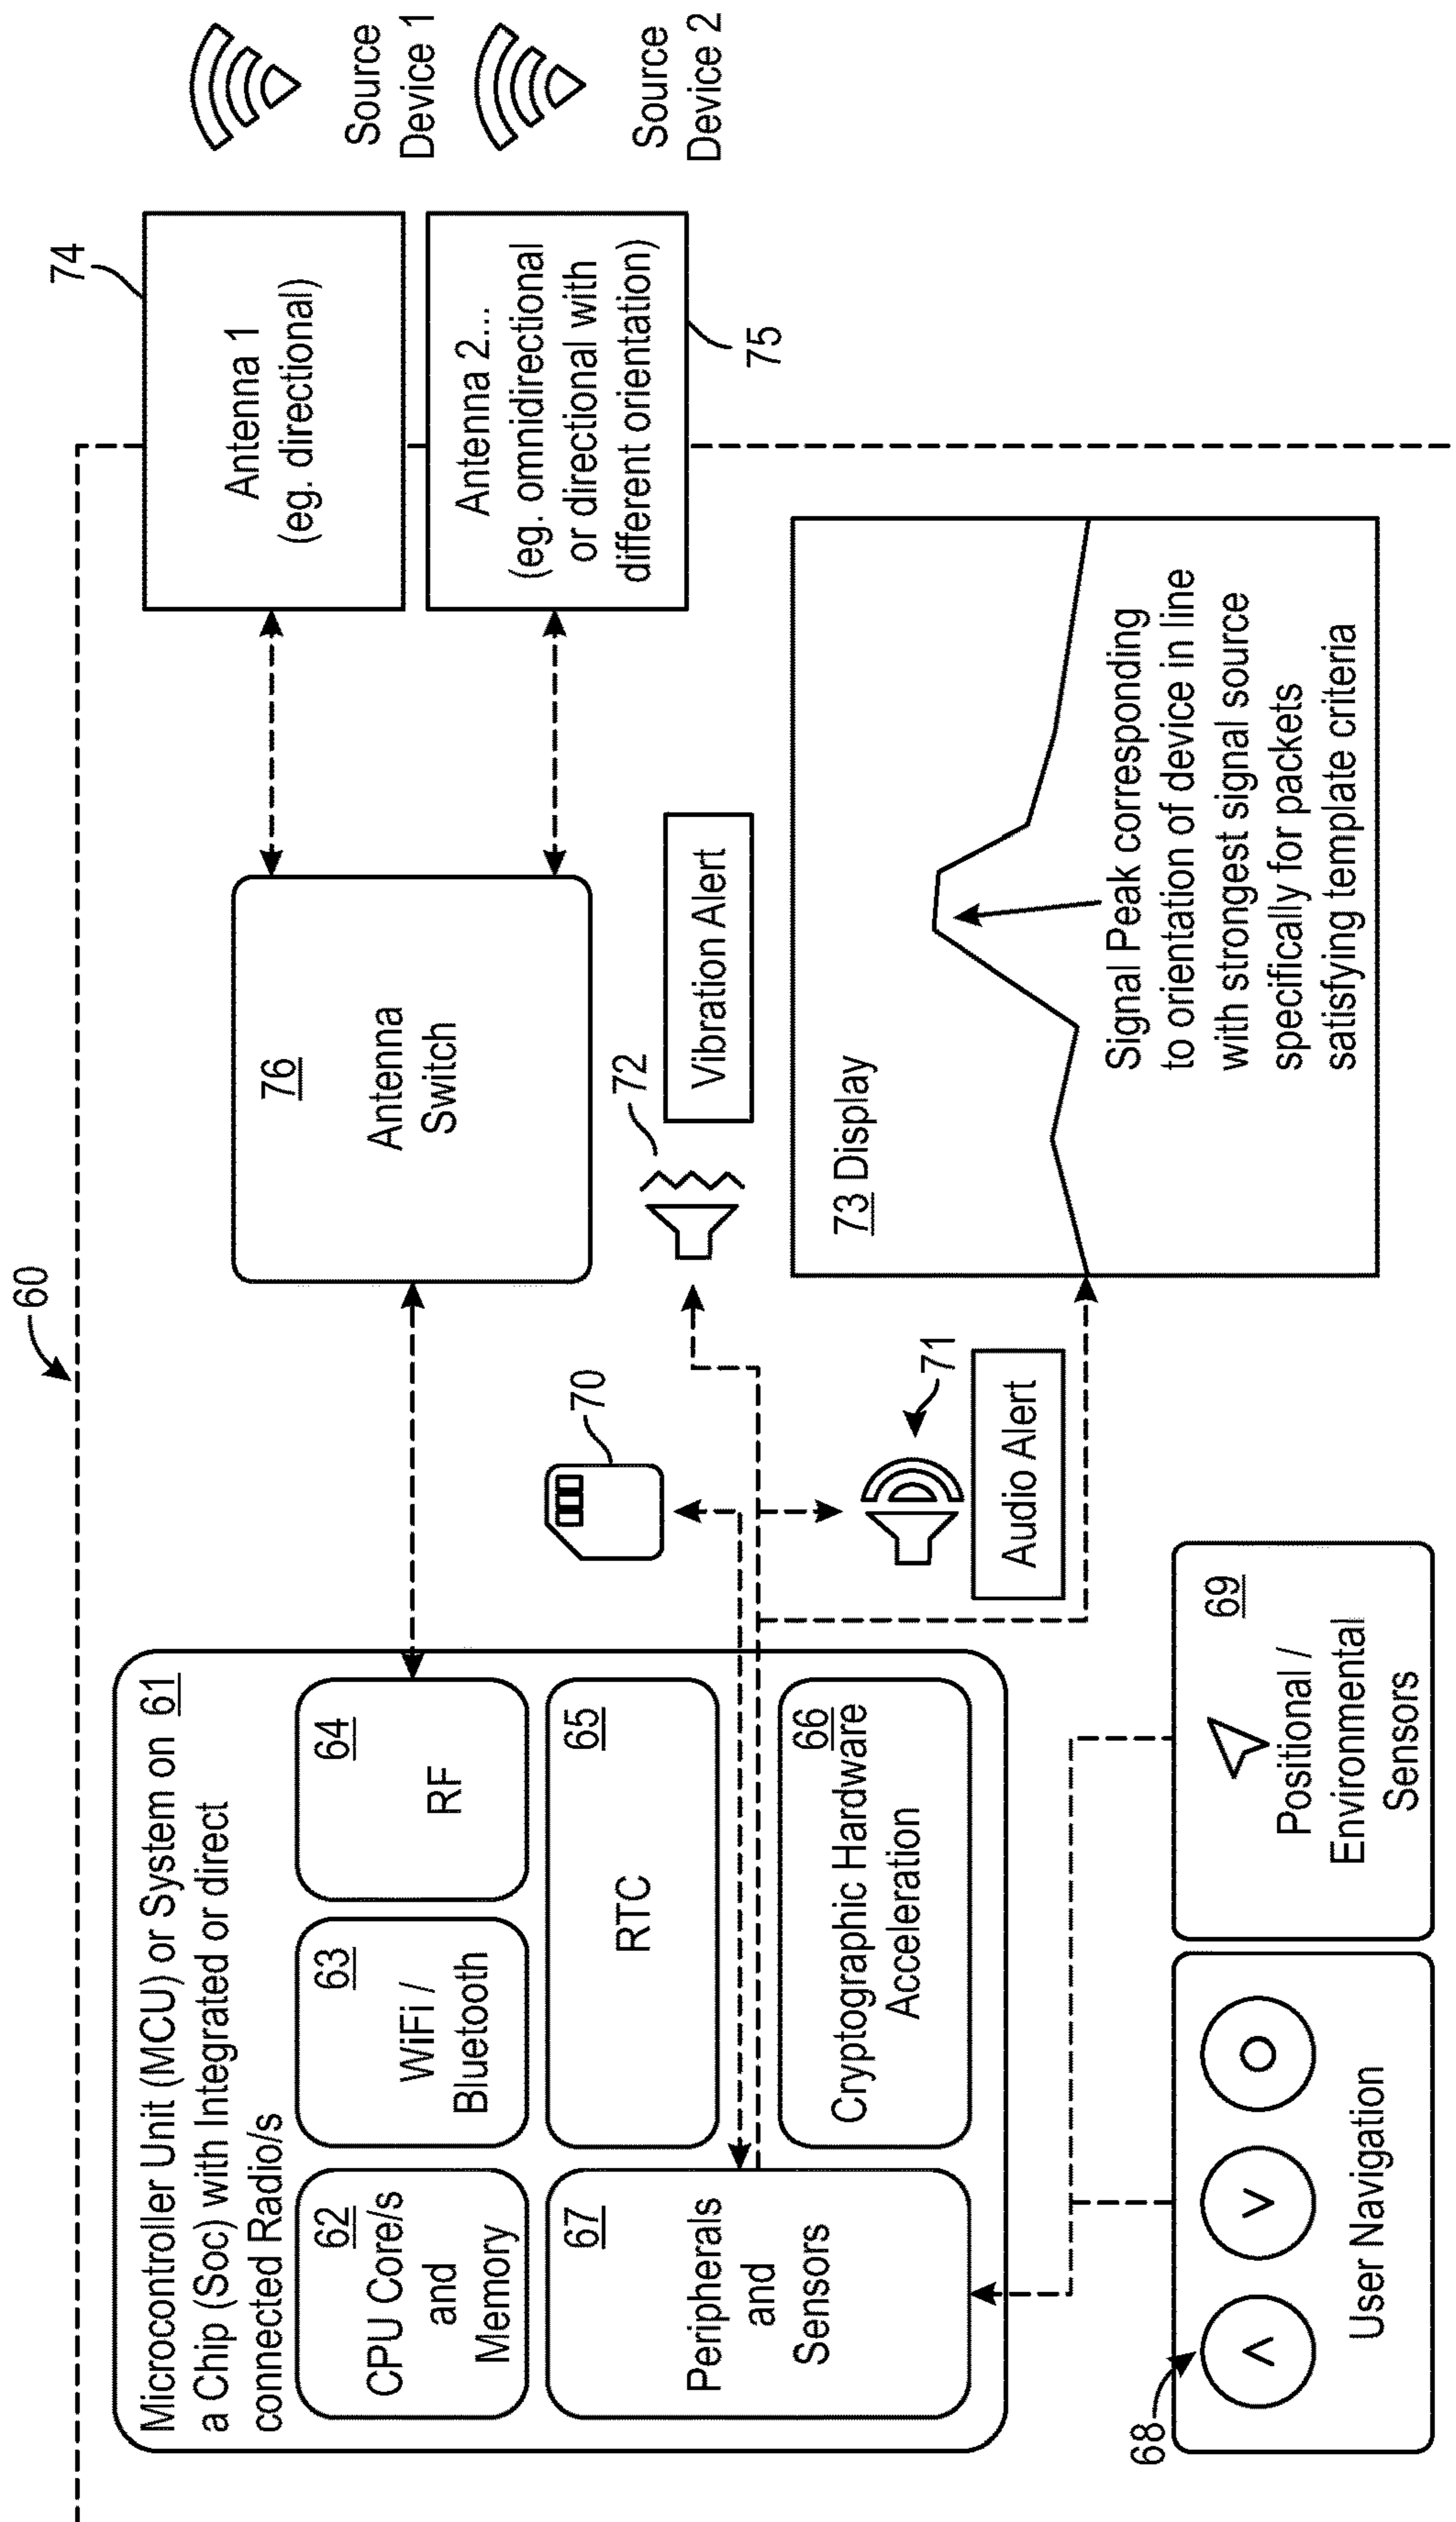 60
Microcontroller Unit (MCU) or System on 61
a Chip (Soc) with Integrated or direct
connected Radio/s
62
CPU Core/s
and
Memory
63
WiFi /
Bluetooth
64
RF
67
Peripherals
and
Sensors
65
RTC
66
Cryptographic Hardware
Acceleration
68
User Navigation
69
Positional /
Environmental
Sensors
70
71
Audio Alert
72
Vibration Alert
76
Antenna
Switch
73 Display
Signal Peak corresponding
to orientation of device in line
with strongest signal source
specifically for packets
satisfying template criteria
74
Antenna 1
(eg. directional)
Antenna 2...
(eg. omnidirectional
or directional with
different orientation)
75
Source
Device 1
Source
Device 2